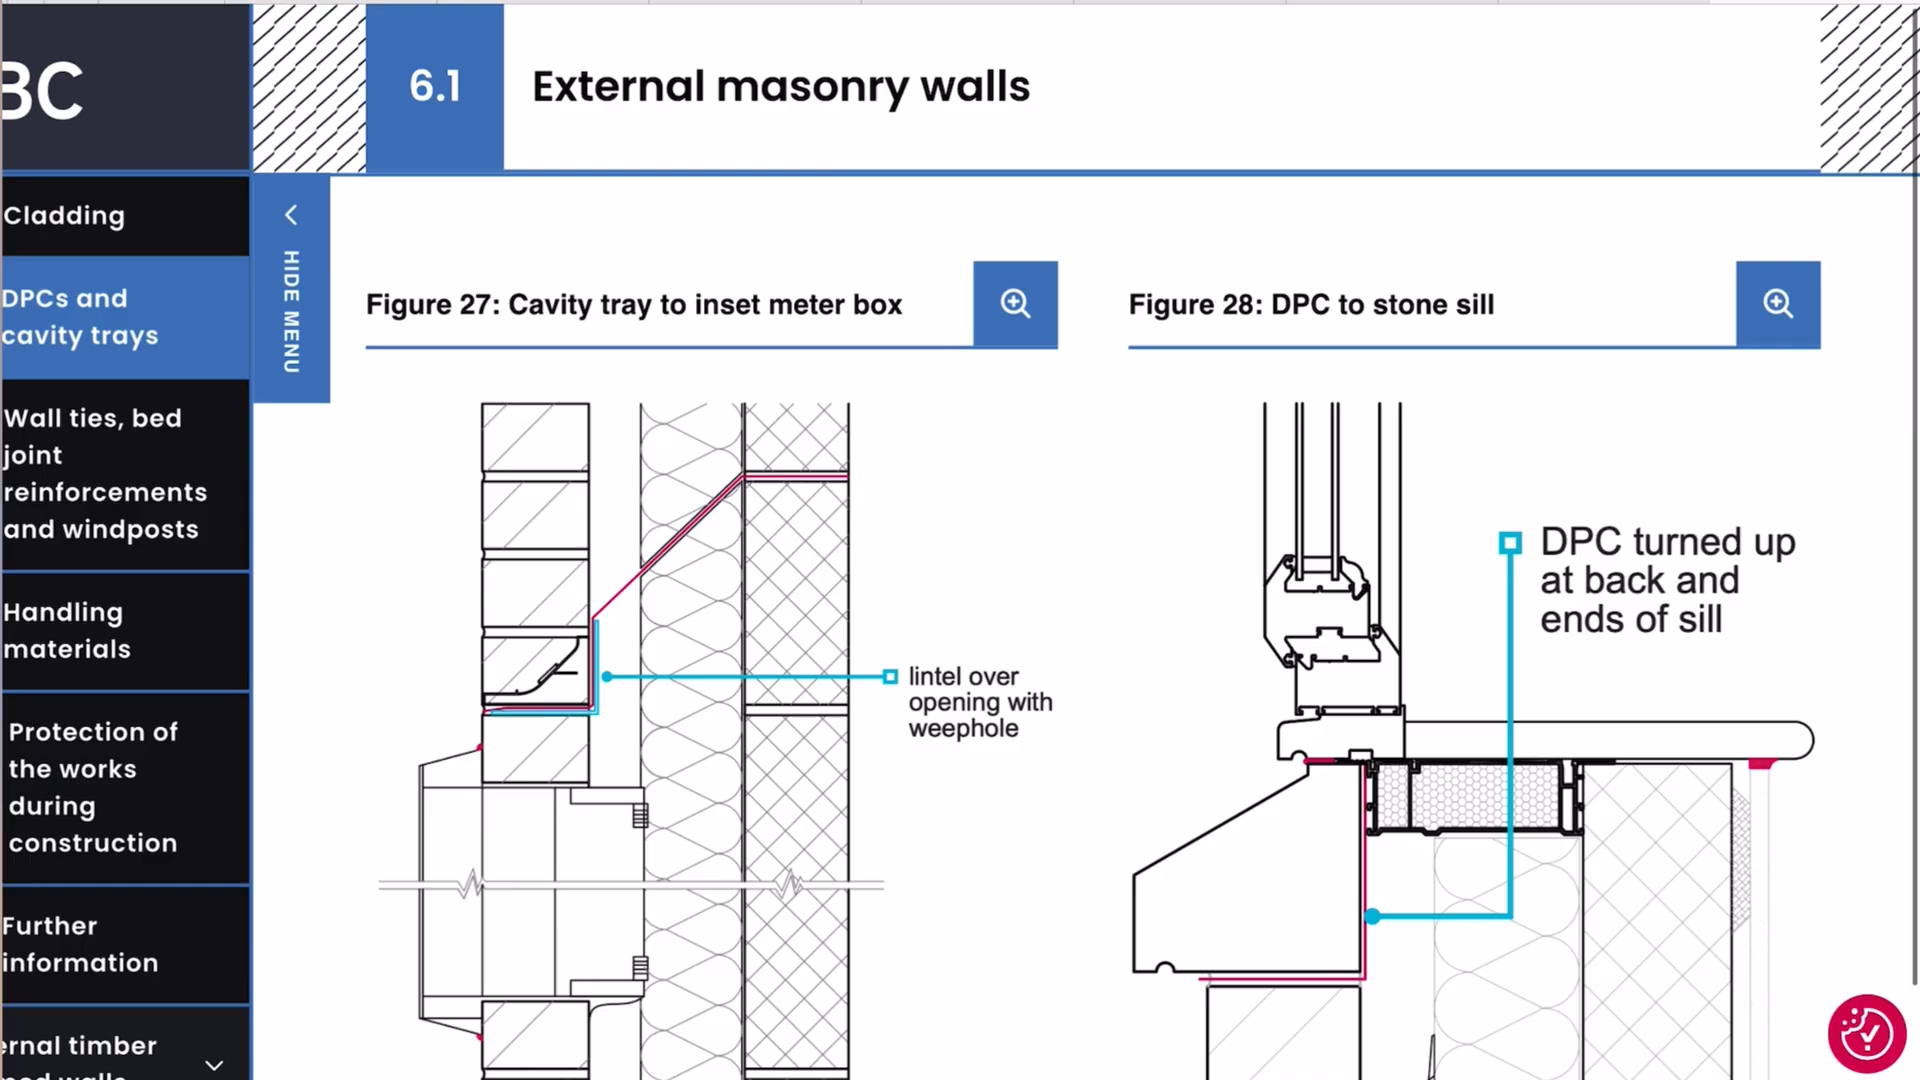 BC
6.1
External masonry walls
Cladding
DPCs and
cavity trays
Wall ties, bed
joint
reinforcements
and windposts
Handling
materials
Protection of
the works
during
construction
Further
information
ernal timber
HIDE MENU
Figure 27: Cavity tray to inset meter box
lintel over
opening with
weephole
Figure 28: DPC to stone sill
DPC turned up
at back and
ends of sill